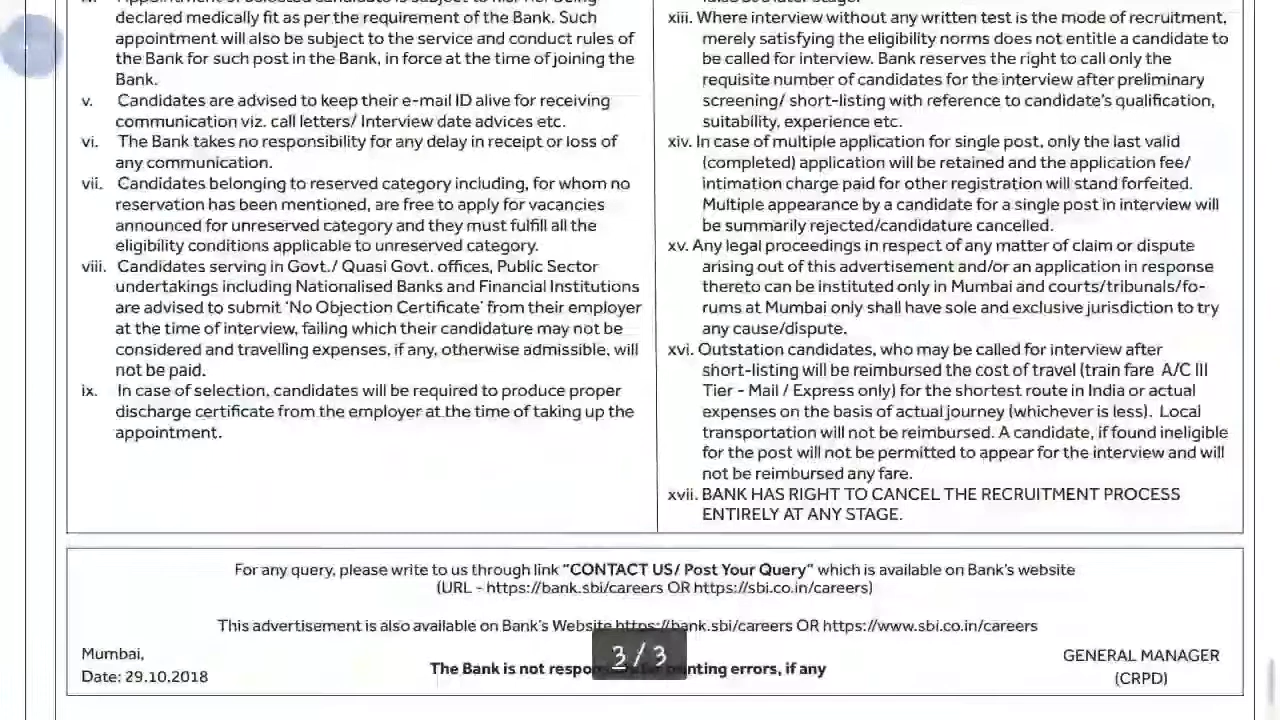 declared medically fit as per the requirement of the Bank. Such
appointment will also be subject to the service and conduct rules of
the Bank for such post in the Bank, in force at the time of joining the
Bank.
v. Candidates are advised to keep their e-mail ID alive for receiving
communication viz. call letters/ Interview date advices etc.
vi. The Bank takes no responsibility for any delay in receipt or loss of
any communication.
vii. Candidates belonging to reserved category including, for whom no
reservation has been mentioned, are free to apply for vacancies
announced for unreserved category and they must fulfill all the
eligibility conditions applicable to unreserved category.
viii. Candidates serving in Govt./ Quasi Govt. offices, Public Sector
undertakings including Nationalised Banks and Financial Institutions
are advised to submit 'No Objection Certificate' from their employer
at the time of interview, failing which their candidature may not be
considered and travelling expenses, if any, otherwise admissible, will
not be paid.
ix. In case of selection, candidates will be required to produce proper
discharge certificate from the employer at the time of taking up the
appointment.
xiii. Where interview without any written test is the mode of recruitment,
merely satisfying the eligibility norms does not entitle a candidate to
be called for interview. Bank reserves the right to call only the
requisite number of candidates for the interview after preliminary
screening/ short-listing with reference to candidate's qualification,
suitability, experience etc.
xiv. In case of multiple application for single post, only the last valid
(completed) application will be retained and the application fee/
intimation charge paid for other registration will stand forfeited.
Multiple appearance by a candidate for a single post in interview will
be summarily rejected/candidature cancelled.
xv. Any legal proceedings in respect of any matter of claim or dispute
arising out of this advertisement and/or an application in response
thereto can be instituted only in Mumbai and courts/tribunals/fo-
rums at Mumbai only shall have sole and exclusive jurisdiction to try
any cause/dispute.
xvi. Outstation candidates, who may be called for interview after
short-listing will be reimbursed the cost of travel (train fare A/C III
Tier - Mail / Express only) for the shortest route in India or actual
expenses on the basis of actual journey (whichever is less). Local
transportation will not be reimbursed. A candidate, if found ineligible
for the post will not be permitted to appear for the interview and will
not be reimbursed any fare.
xvii. BANK HAS RIGHT TO CANCEL THE RECRUITMENT PROCESS
ENTIRELY AT ANY STAGE.
For any query, please write to us through link "CONTACT US/ Post Your Query" which is available on Bank's website
(URL - https://bank.sbi/careers OR https://sbi.co.in/careers)
This advertisement is also available on Bank's Website https://bank.sbi/careers OR https://www.sbi.co.in/careers
Mumbai,
Date: 29.10.2018
The Bank is not printing errors, if any
3 / 3
GENERAL MANAGER
(CRPD)